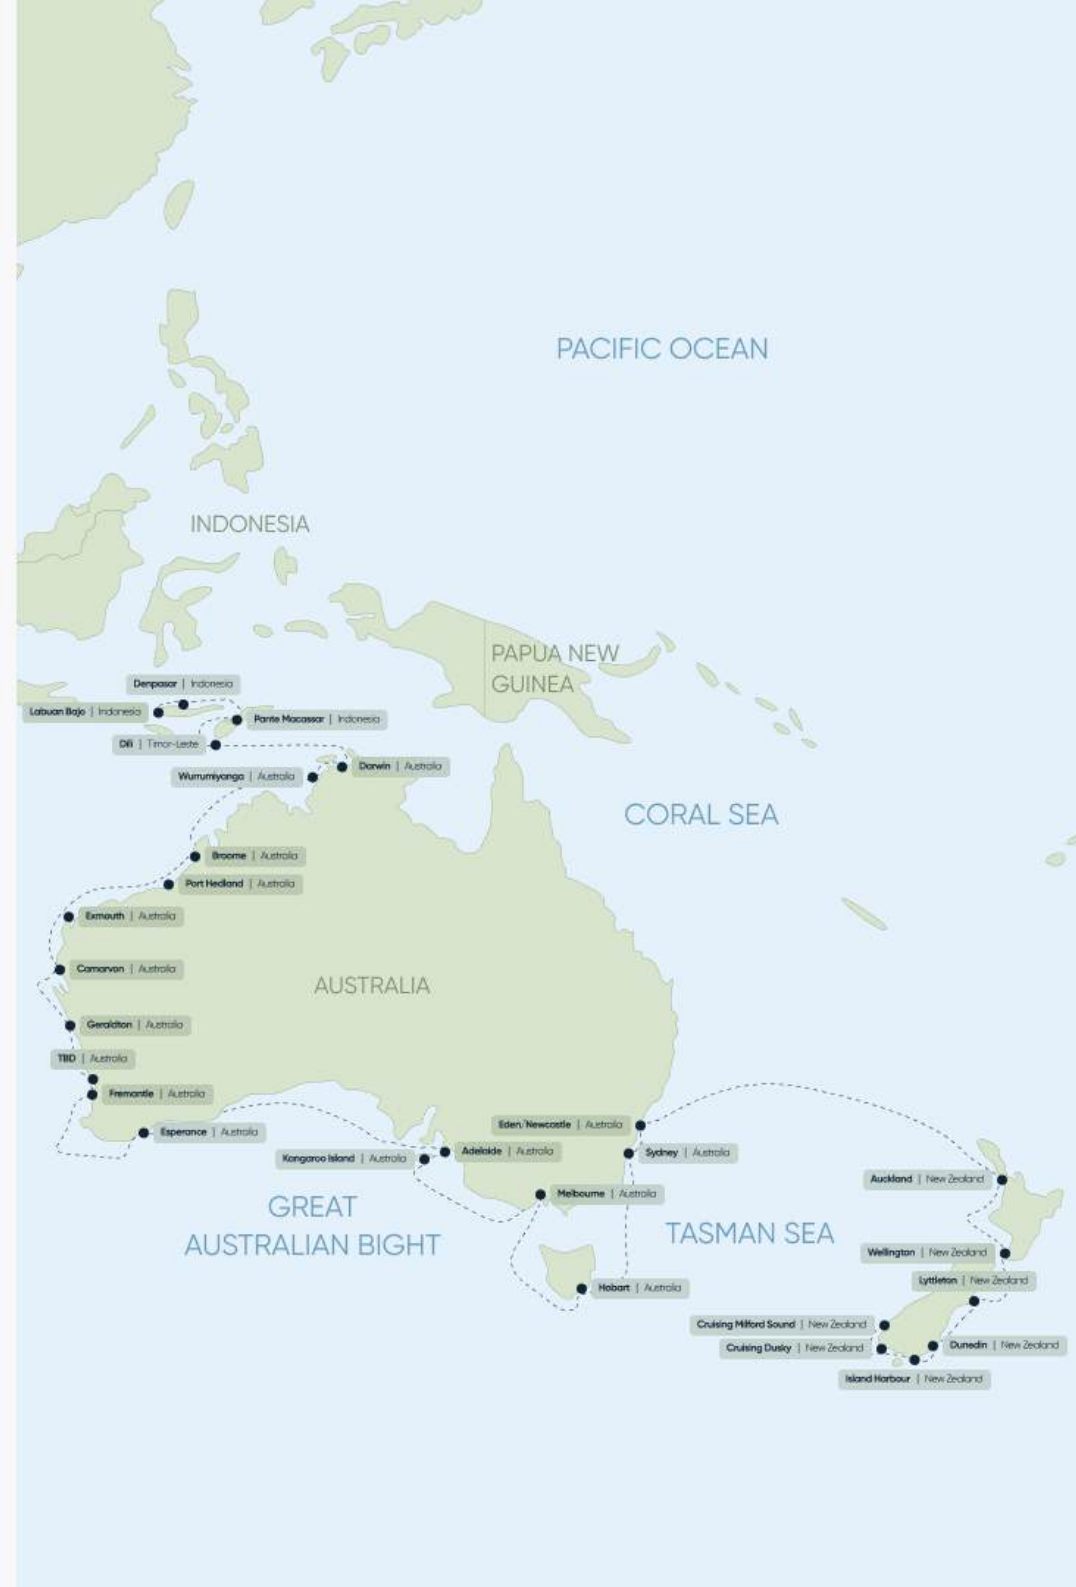 PACIFIC OCEAN
INDONESIA
PAPUA NEW
GUINEA
Denpasar | Indonesia
Labuan Bajo | Indonesia
Pante Macassar | Indonesia
Dili | Timor-Leste
Darwin | Australia
Wurrumiyanga | Australia
CORAL SEA
Broome | Australia
Port Hedland | Australia
Exmouth | Australia
Carnarvon | Australia
AUSTRALIA
Geraldton | Australia
TBD | Australia
Fremantle | Australia
Esperance | Australia
Eden/Newcastle | Australia
Kangaroo Island | Australia
Adelaide | Australia
Sydney | Australia
Auckland | New Zealand
Melbourne | Australia
GREAT
AUSTRALIAN BIGHT
TASMAN SEA
Wellington | New Zealand
Lyttleton | New Zealand
Hobart | Australia
Cruising Milford Sound | New Zealand
Cruising Dusky | New Zealand
Dunedin | New Zealand
Island Harbour | New Zealand